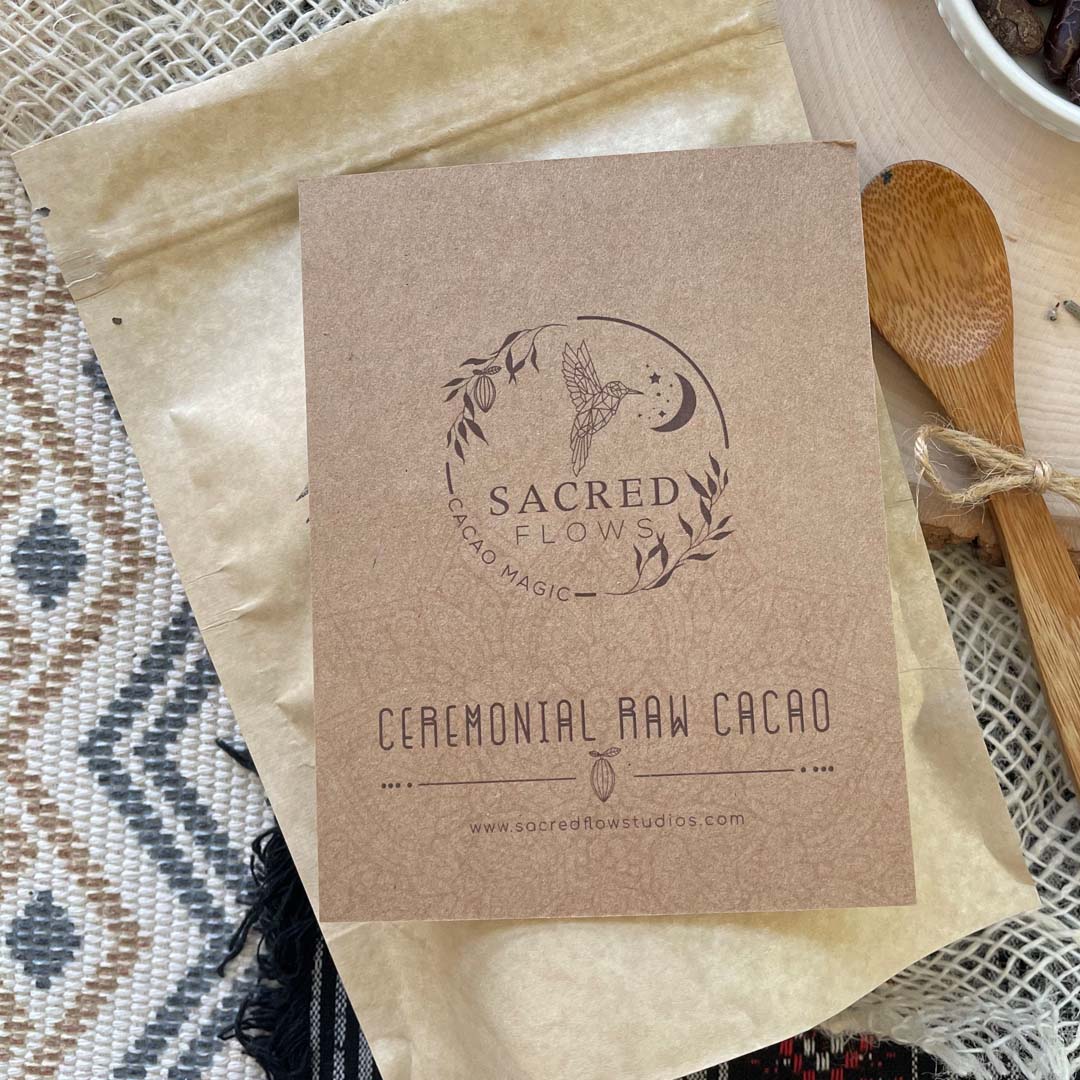 SACRED
FLOWS
CACAO MAGIC
CEREMONIAL RAW CACAO
www.sacredflowstudios.com